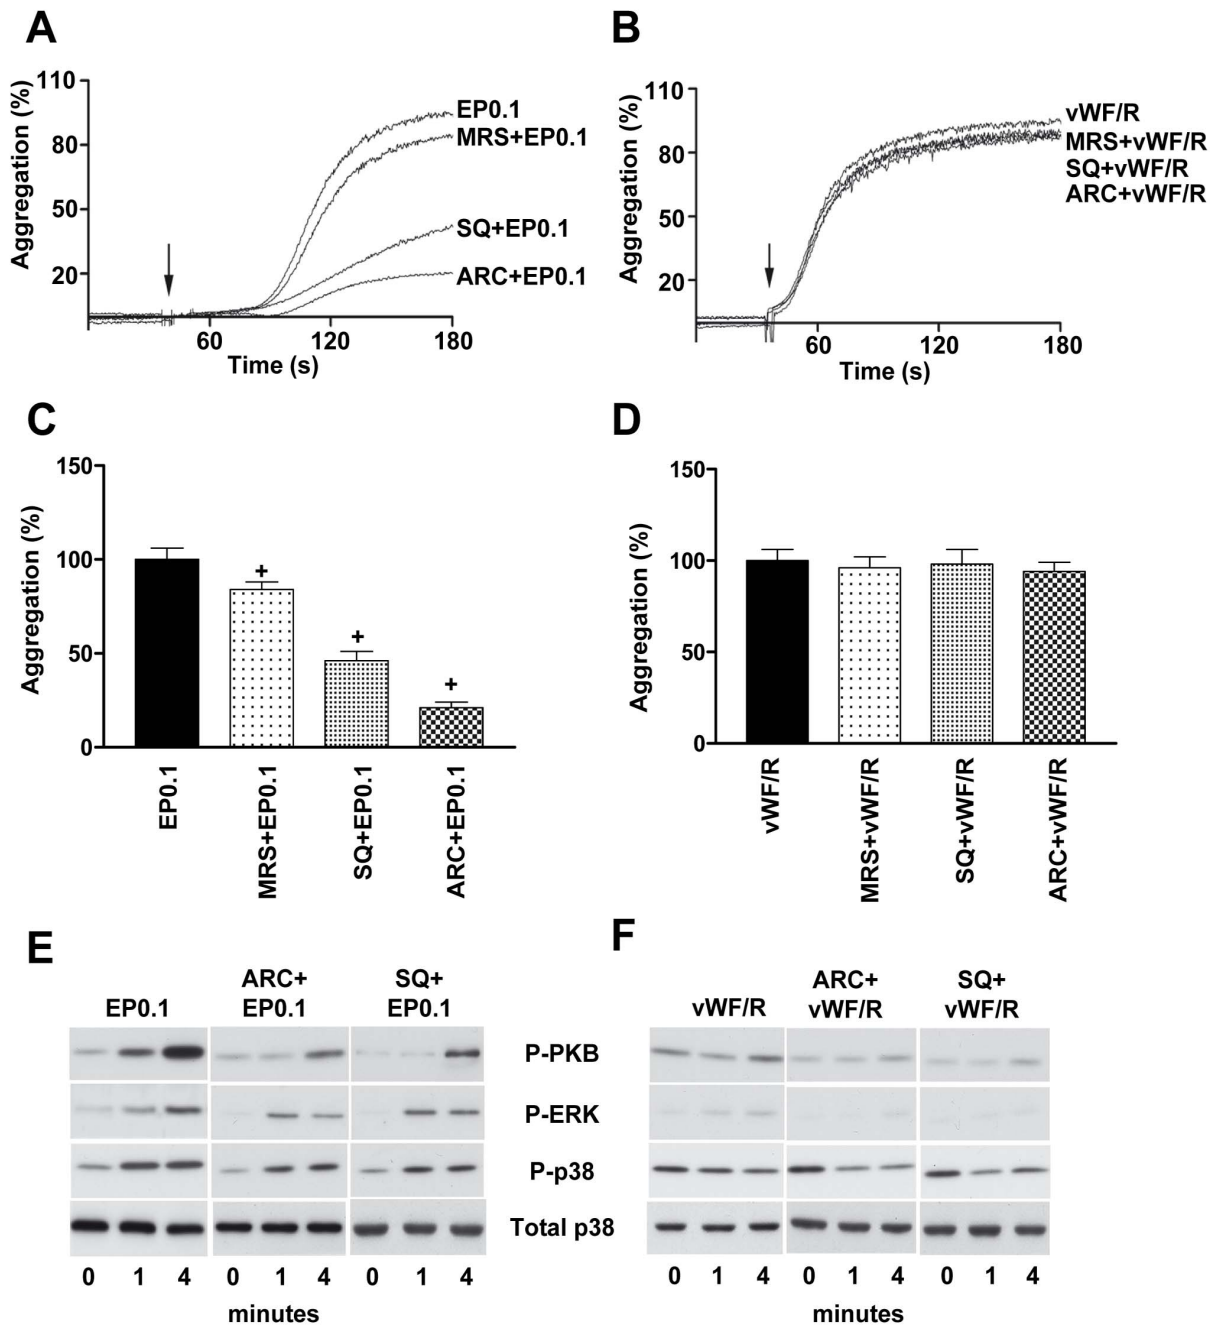 A
Aggregation (%)
110
80
50
20
EP0.1
MRS+EP0.1
SQ+EP0.1
ARC+EP0.1
60
120
180
Time (s)
B
Aggregation (%)
110
80
50
20
vWF/R
MRS+vWF/R
SQ+vWF/R
ARC+vWF/R
60
120
180
Time (s)
C
Aggregation (%)
150
100
50
0
+
+
+
EP0.1
MRS+EP0.1
SQ+EP0.1
ARC+EP0.1
D
Aggregation (%)
150
100
50
0
vWF/R
MRS+vWF/R
SQ+vWF/R
ARC+vWF/R
E
EP0.1
ARC+
EP0.1
SQ+
EP0.1
P-PKB
P-ERK
P-p38
Total p38
0 1 4 0 1 4 0 1 4
minutes
F
vWF/R
ARC+
vWF/R
SQ+
vWF/R
0 1 4 0 1 4 0 1 4
minutes